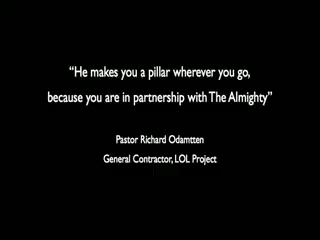 “He makes you a pillar wherever you go,
because you are in partnership with The Almighty”
Pastor Richard Odamtten
General Contractor, LOL Project